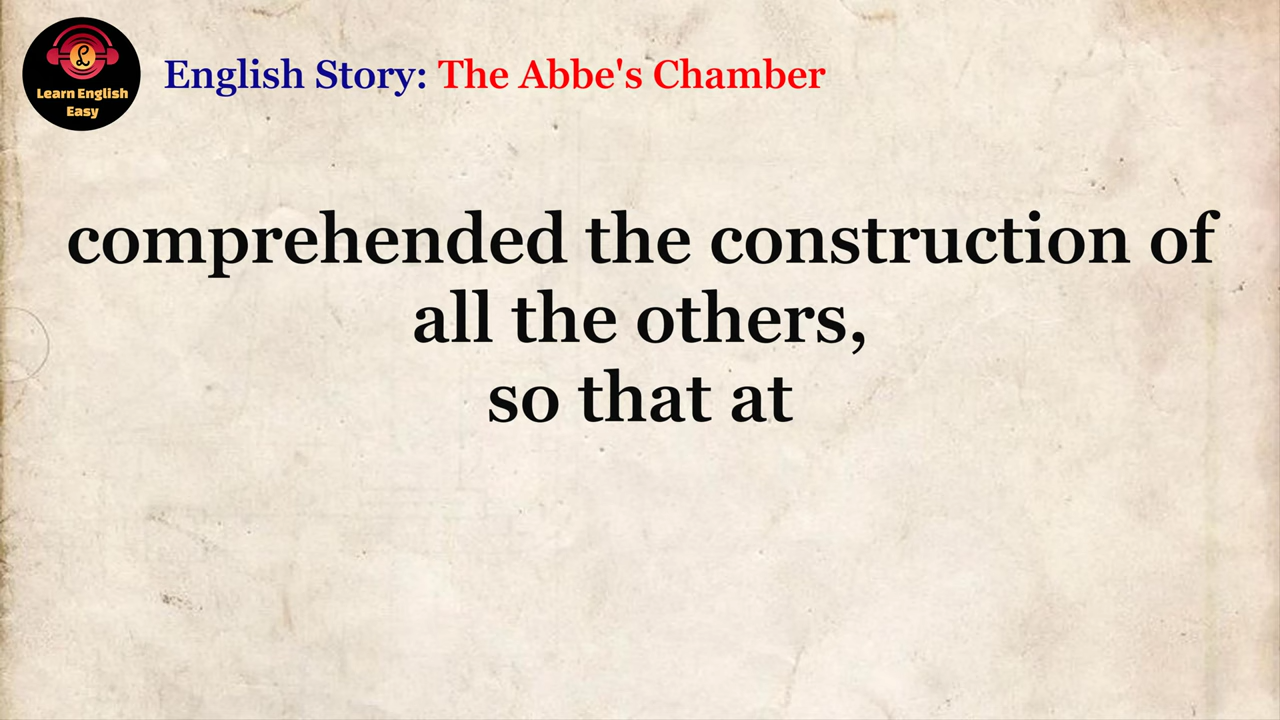 Learn English
Easy
English Story: The Abbe's Chamber
comprehended the construction of
all the others,
so that at